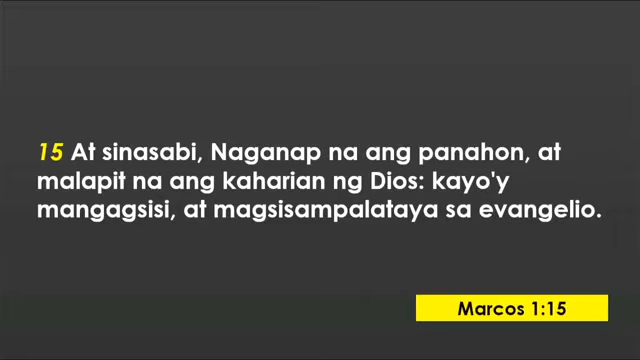 15 At sinasabi, Naganap na ang panahon, at
malapit na ang kaharian ng Dios: kayo'y
mangagsisi, at magsisampalataya sa evangelio.
Marcos 1:15